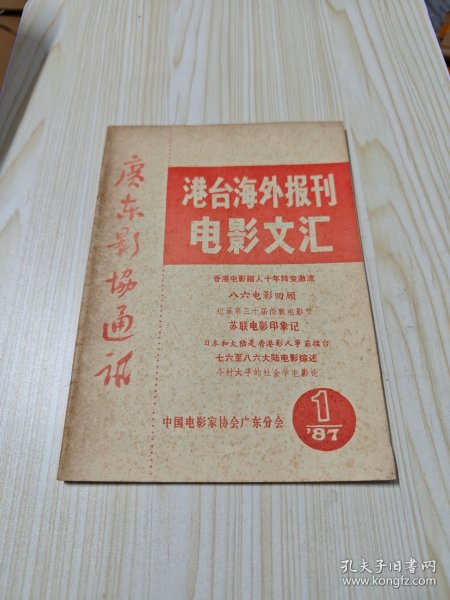 广东影协通讯
港台海外报刊
电影文汇
香港电影踏入十年转变激流
八六电影回顾
纪录第三十届伦敦电影节
苏联电影印象记
日本和大陆是香港影人争霸擂台
七六至八六大陆电影综述
今村太平的社会学电影论
中国电影家协会广东分会
1
'87
孔夫子旧书网
www.kongfz.com